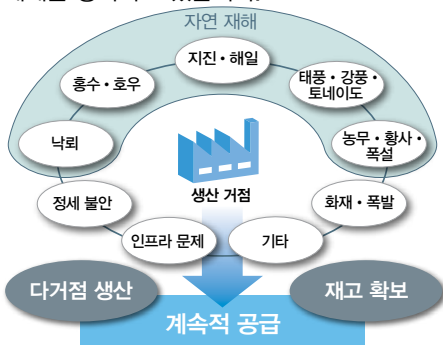 자연 재해
지진・해일
홍수・호우
태풍・강풍・
토네이도
낙뢰
농무・황사・
폭설
생산 거점
정세 불안
화재・폭발
인프라 문제
기타
다거점 생산
재고 확보
계속적 공급